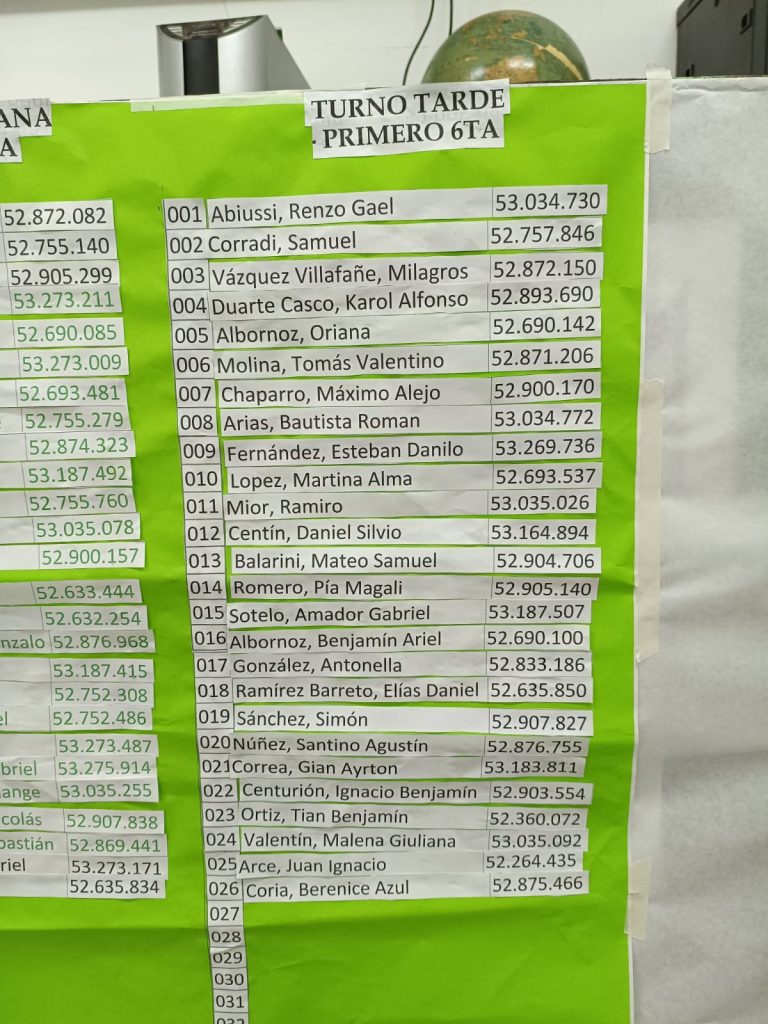 ANA
A
52.872.082
52.755.140
52.905.299
53.273.211
52.690.085
53.273.009
52.693.481
52.755.279
52.874.323
53.187.492
52.755.760
53.035.078
52.900.157
52.633.444
52.632.254
nzalo 52.876.968
53.187.415
52.752.308
el 52.752.486
53.273.487
briel 53.275.914
ange 53.035.255
colás 52.907.838
bastián 52.869.441
riel 53.273.171
52.635.834
TURNO TARDE
- PRIMERO 6TA
001 Abiussi, Renzo Gael 53.034.730
002 Corradi, Samuel 52.757.846
003 Vázquez Villafañe, Milagros 52.872.150
004 Duarte Casco, Karol Alfonso 52.893.690
005 Albornoz, Oriana 52.690.142
006 Molina, Tomás Valentino 52.871.206
007 Chaparro, Máximo Alejo 52.900.170
008 Arias, Bautista Roman 53.034.772
009 Fernández, Esteban Danilo 53.269.736
010 Lopez, Martina Alma 52.693.537
011 Mior, Ramiro 53.035.026
012 Centín, Daniel Silvio 53.164.894
013 Balarini, Mateo Samuel 52.904.706
014 Romero, Pía Magali 52.905.140
015 Sotelo, Amador Gabriel 53.187.507
016 Albornoz, Benjamín Ariel 52.690.100
017 González, Antonella 52.833.186
018 Ramírez Barreto, Elías Daniel 52.635.850
019 Sánchez, Simón 52.907.827
020 Núñez, Santino Agustín 52.876.755
021 Correa, Gian Ayrton 53.183.811
022 Centurión, Ignacio Benjamín 52.903.554
023 Ortiz, Tian Benjamín 52.360.072
024 Valentín, Malena Giuliana 53.035.092
025 Arce, Juan Ignacio 52.264.435
026 Coria, Berenice Azul 52.875.466
027
028
029
030
031
032